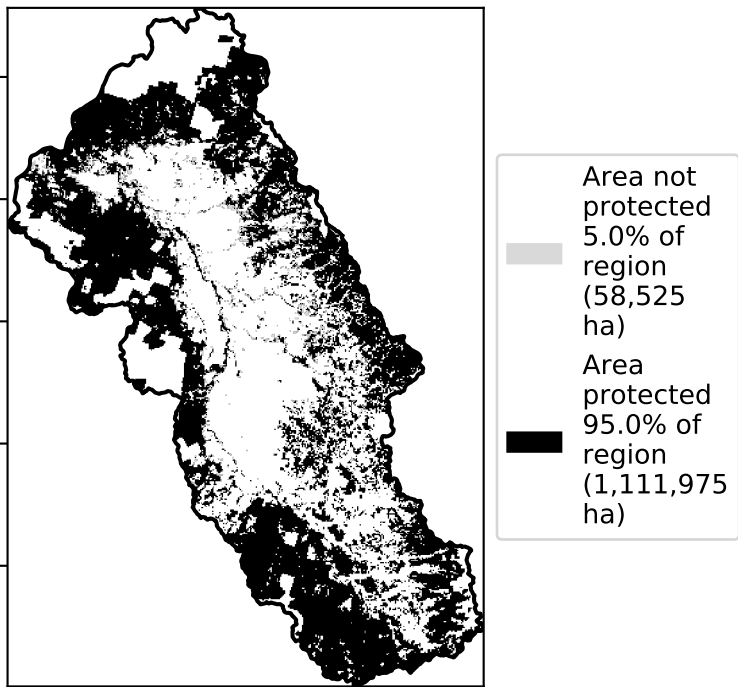 Area not
protected
5.0% of
region
(58,525
ha)
Area
protected
95.0% of
region
(1,111,975
ha)